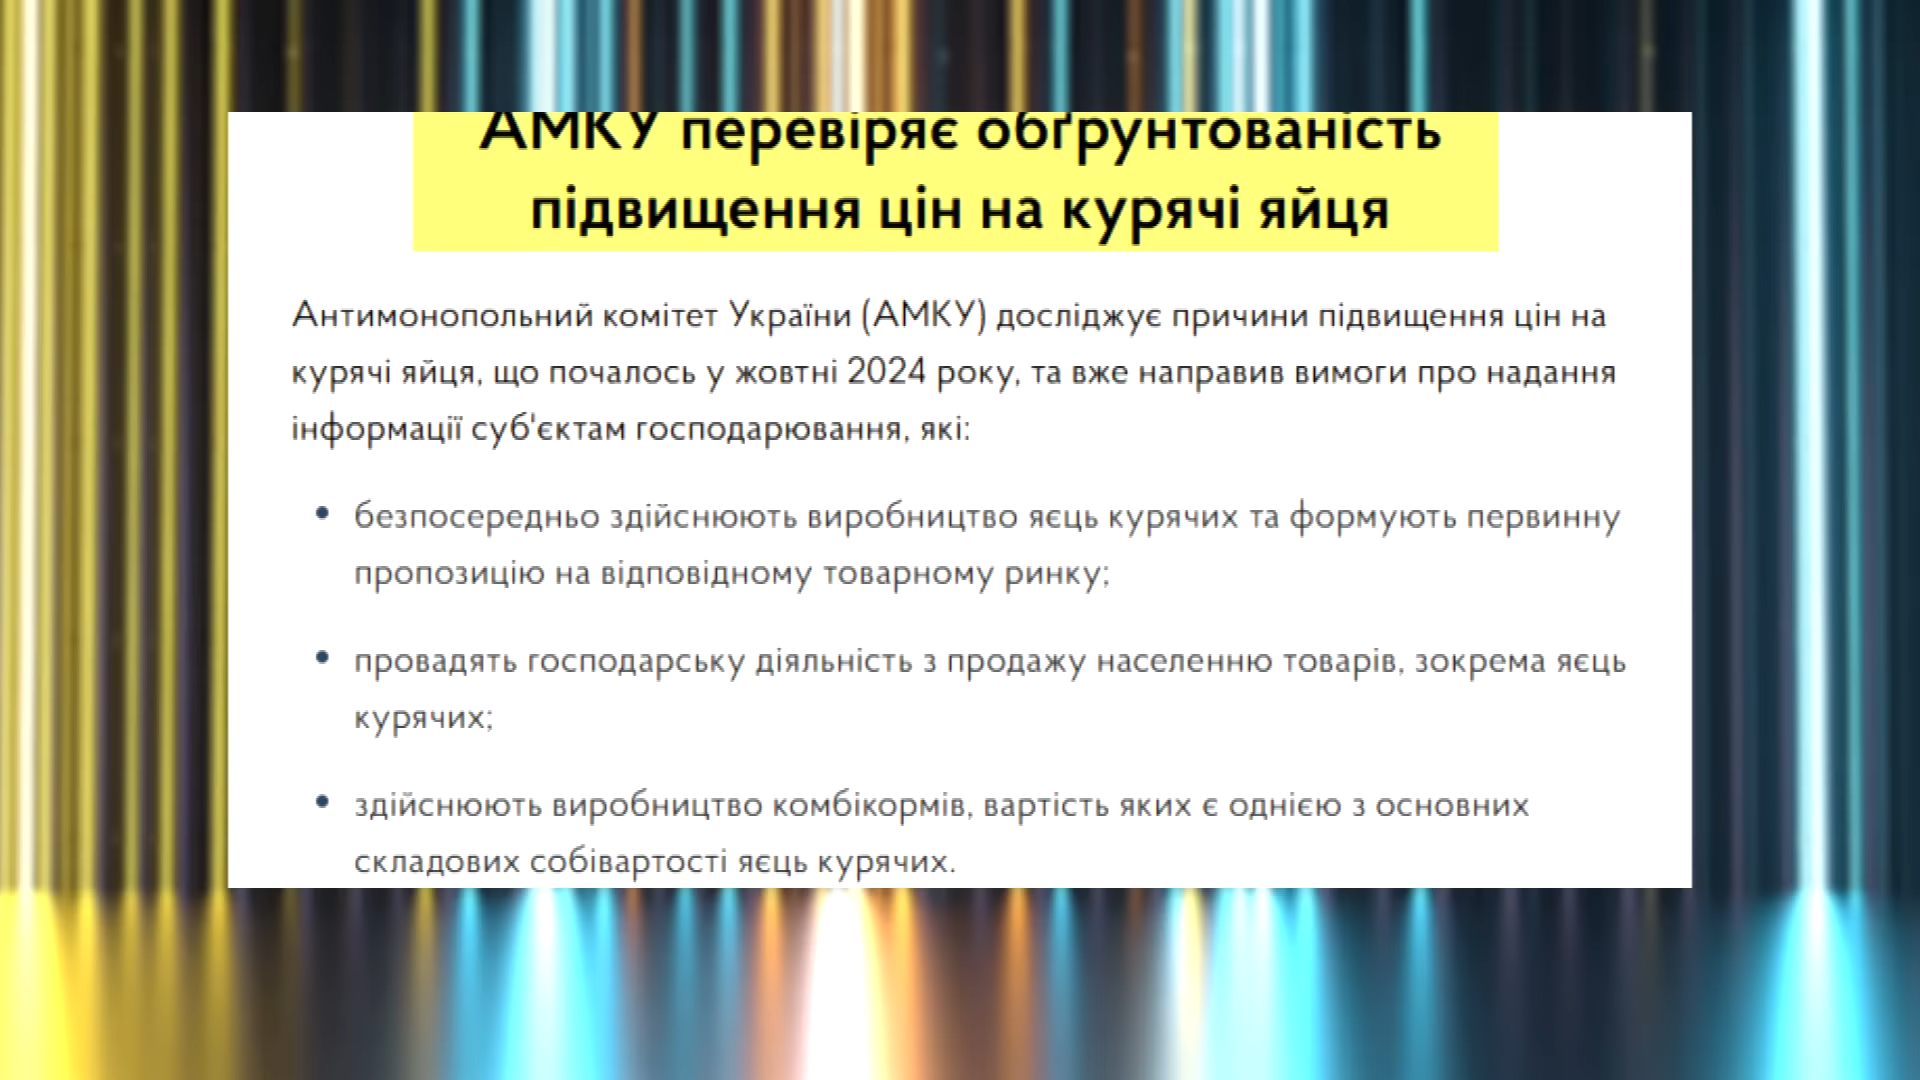 АМКУ перевіряє обґрунтованість
підвищення цін на курячі яйця
Антимонопольний комітет України (АМКУ) досліджує причини підвищення цін на
курячі яйця, що почалось у жовтні 2024 року, та вже направив вимоги про надання
інформації суб'єктам господарювання, які:
• безпосередньо здійснюють виробництво яєць курячих та формують первинну
пропозицію на відповідному товарному ринку;
• провадять господарську діяльність з продажу населенню товарів, зокрема яєць
курячих;
• здійснюють виробництво комбікормів, вартість яких є однією з основних
складових собівартості яєць курячих.